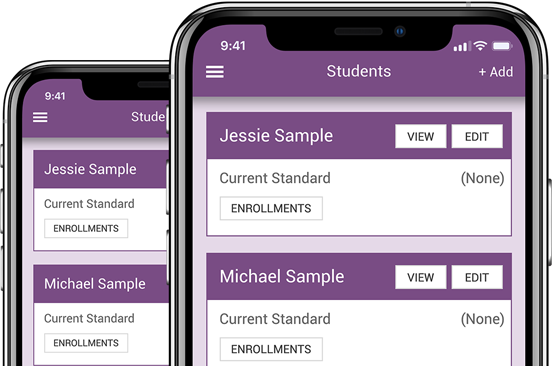 9:41
Stude
Jessie Sample
Current Standard
ENROLLMENTS
Michael Sample
Current Standard
ENROLLMENTS
9:41
Students
+ Add
Jessie Sample
VIEW
EDIT
Current Standard
(None)
ENROLLMENTS
Michael Sample
VIEW
EDIT
Current Standard
(None)
ENROLLMENTS